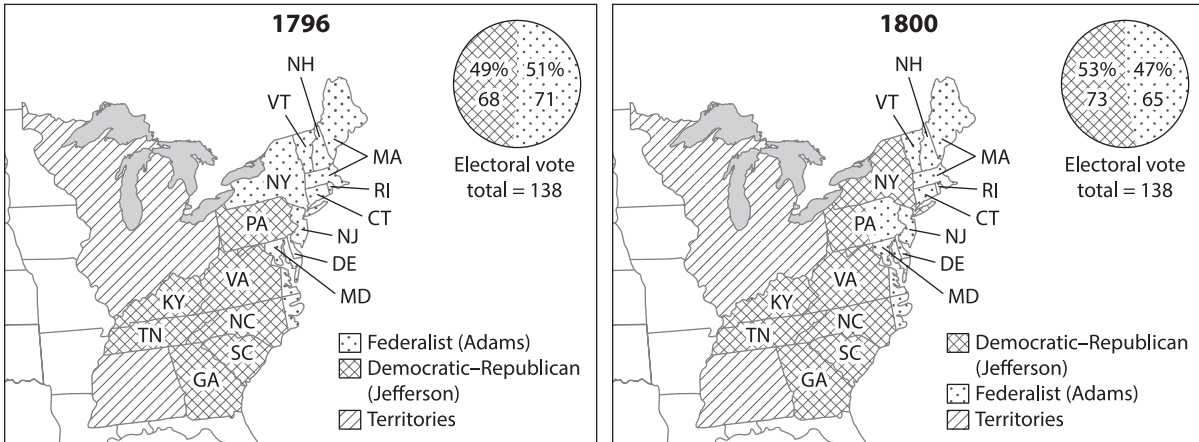 1796
49%
51%
68
71
Electoral vote
total = 138
NH
VT
MA
NY
RI
CT
PA
NJ
DE
VA
MD
KY
NC
TN
SC
GA
Federalist (Adams)
Democratic–Republican
(Jefferson)
Territories
1800
53%
47%
73
65
Electoral vote
total = 138
NH
VT
MA
NY
RI
CT
PA
NJ
DE
VA
MD
KY
NC
TN
SC
GA
Democratic–Republican
(Jefferson)
Federalist (Adams)
Territories